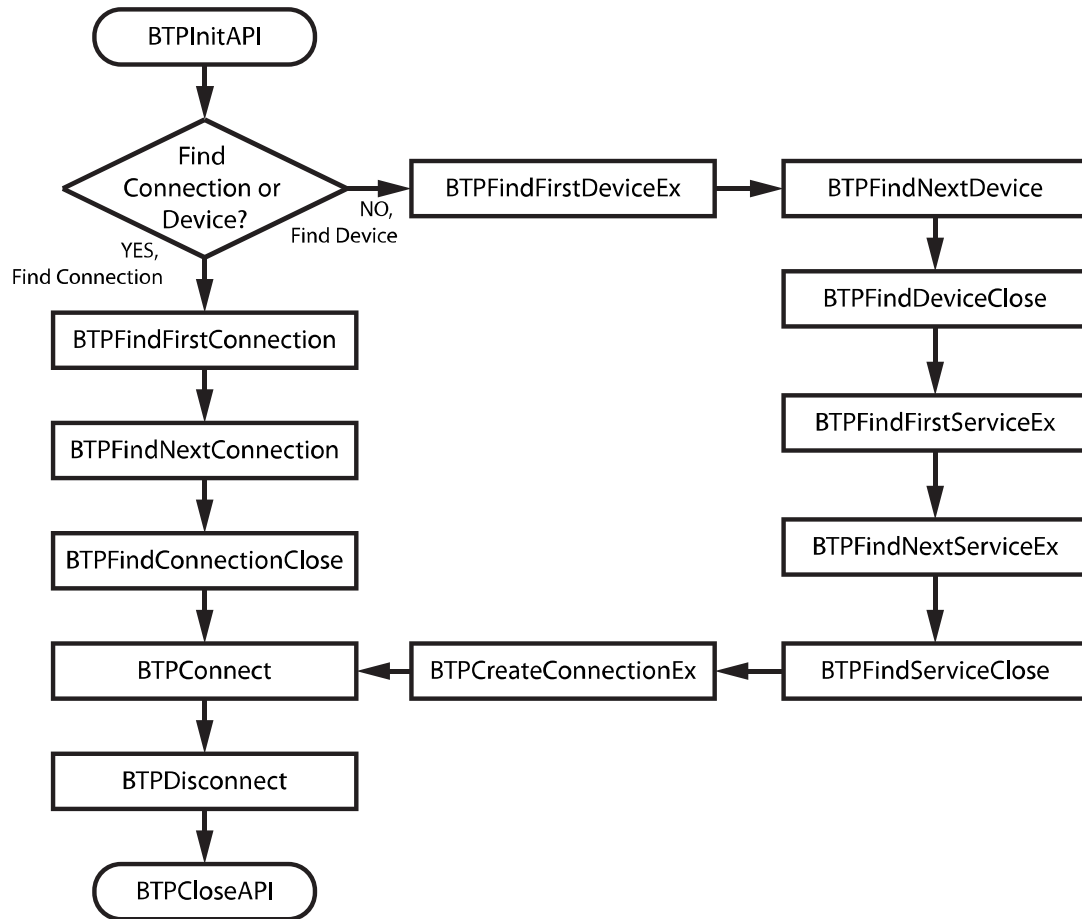 BTPInitAPI
Find
Connection or
Device?
NO,
Find Device
YES,
Find Connection
BTPFindFirstDeviceEx
BTPFindNextDevice
BTPFindDeviceClose
BTPFindFirstServiceEx
BTPFindNextServiceEx
BTPFindServiceClose
BTPCreateConnectionEx
BTPFindFirstConnection
BTPFindNextConnection
BTPFindConnectionClose
BTPConnect
BTPDisconnect
BTPCloseAPI